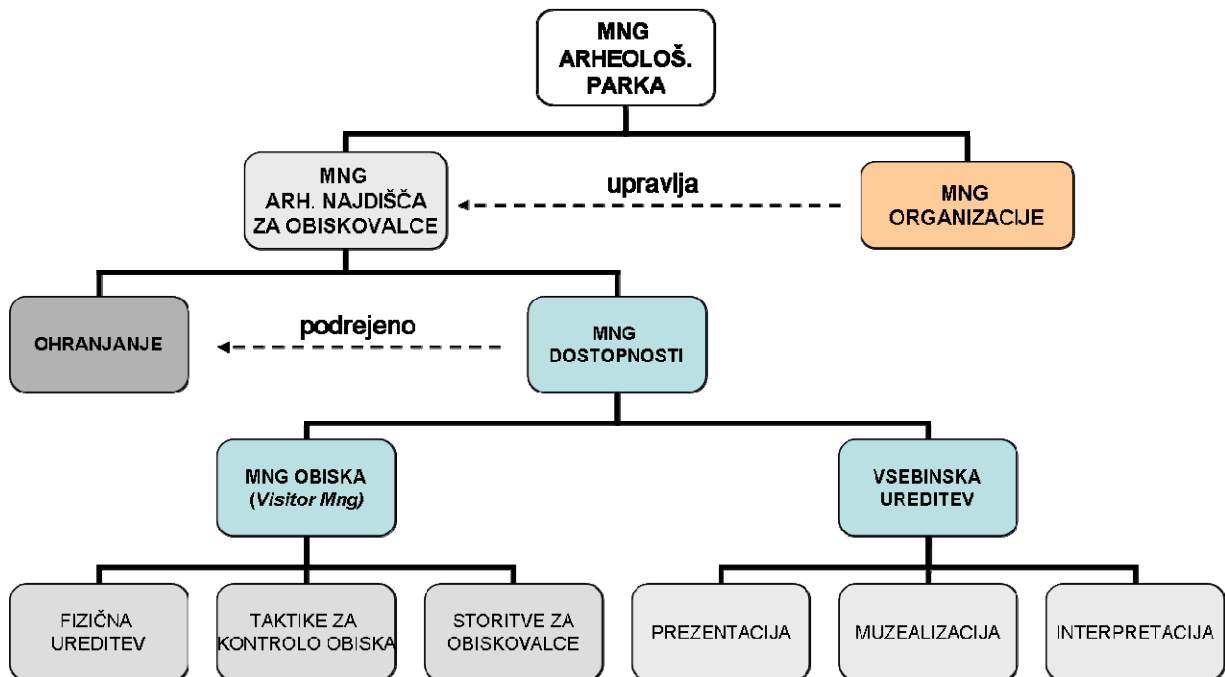 MNG
ARHEOLOŠ.
PARKA
MNG
ARH. NAJDIŠČA
ZA OBISKOVALCE
upravlja
MNG
ORGANIZACIJE
OHRANJANJE
podrejeno
MNG
DOSTOPNOSTI
MNG OBISKA
(Visitor Mng)
VSEBINSKA
UREDITEV
FIZIČNA
UREDITEV
TAKTIKE ZA
KONTROLO OBISKA
STORITVE ZA
OBISKOVALCE
PREZENTACIJA
MUZEALIZACIJA
INTERPRETACIJA